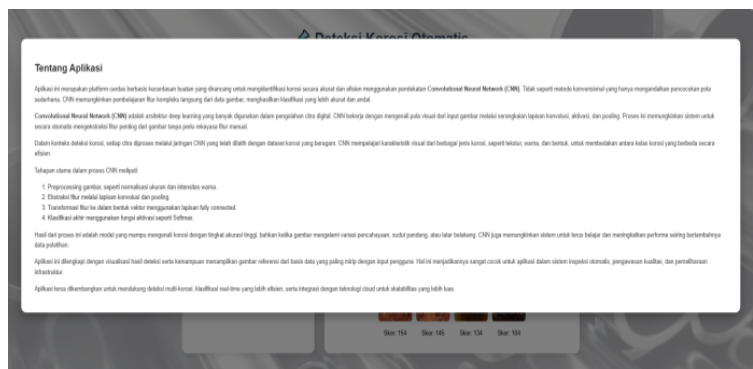 Deteksi Korosi Otomatis
Tentang Aplikasi
Aplikasi ini merupakan platform cerdas berbasis kecerdasan buatan yang dirancang untuk mengidentifikasi korosi secara akurat dan efisien menggunakan pendekatan Convolutional Neural Network (CNN). Tidak seperti metode konvensional yang hanya mengandalkan pencocokan pola
sederhana, CNN memungkinkan pembelajaran fitur kompleks langsung dari data gambar, menghasilkan klasifikasi yang lebih akurat dan andal.
Convolutional Neural Network (CNN) adalah arsitektur deep learning yang banyak digunakan dalam pengolahan citra digital. CNN bekerja dengan mengenali pola visual dari input gambar melalui serangkaian lapisan konvolusi, aktivasi, dan pooling. Proses ini memungkinkan sistem untuk
secara otomatis mengekstraksi fitur penting dari gambar tanpa perlu rekayasa fitur manual.
Dalam konteks deteksi korosi, setiap citra diproses melalui jaringan CNN yang telah dilatih dengan dataset korosi yang beragam. CNN mempelajari karakteristik visual dari berbagai jenis korosi, seperti tekstur, warna, dan bentuk, untuk membedakan antara kelas korosi yang berbeda secara
efisien.
Tahapan utama dalam proses CNN meliputi:
1. Preprocessing gambar, seperti normalisasi ukuran dan intensitas warna.
2. Ekstraksi fitur melalui lapisan konvolusi dan pooling.
3. Transformasi fitur ke dalam bentuk vektor menggunakan lapisan fully connected.
4. Klasifikasi akhir menggunakan fungsi aktivasi seperti Softmax.
Hasil dari proses ini adalah model yang mampu mengenali korosi dengan tingkat akurasi tinggi, bahkan ketika gambar mengalami variasi pencahayaan, sudut pandang, atau latar belakang. CNN juga memungkinkan sistem untuk terus belajar dan meningkatkan performa seiring bertambahnya
data pelatihan.
Aplikasi ini dilengkapi dengan visualisasi hasil deteksi serta kemampuan menampilkan gambar referensi dari basis data yang paling mirip dengan input pengguna. Hal ini menjadikannya sangat cocok untuk aplikasi dalam sistem inspeksi otomatis, pengawasan kualitas, dan pemeliharaan
infrastruktur.
Aplikasi terus dikembangkan untuk mendukung deteksi multi-korosi, klasifikasi real-time yang lebih efisien, serta integrasi dengan teknologi cloud untuk skalabilitas yang lebih luas.
Skor: 154 Skor: 145 Skor: 134 Skor: 104